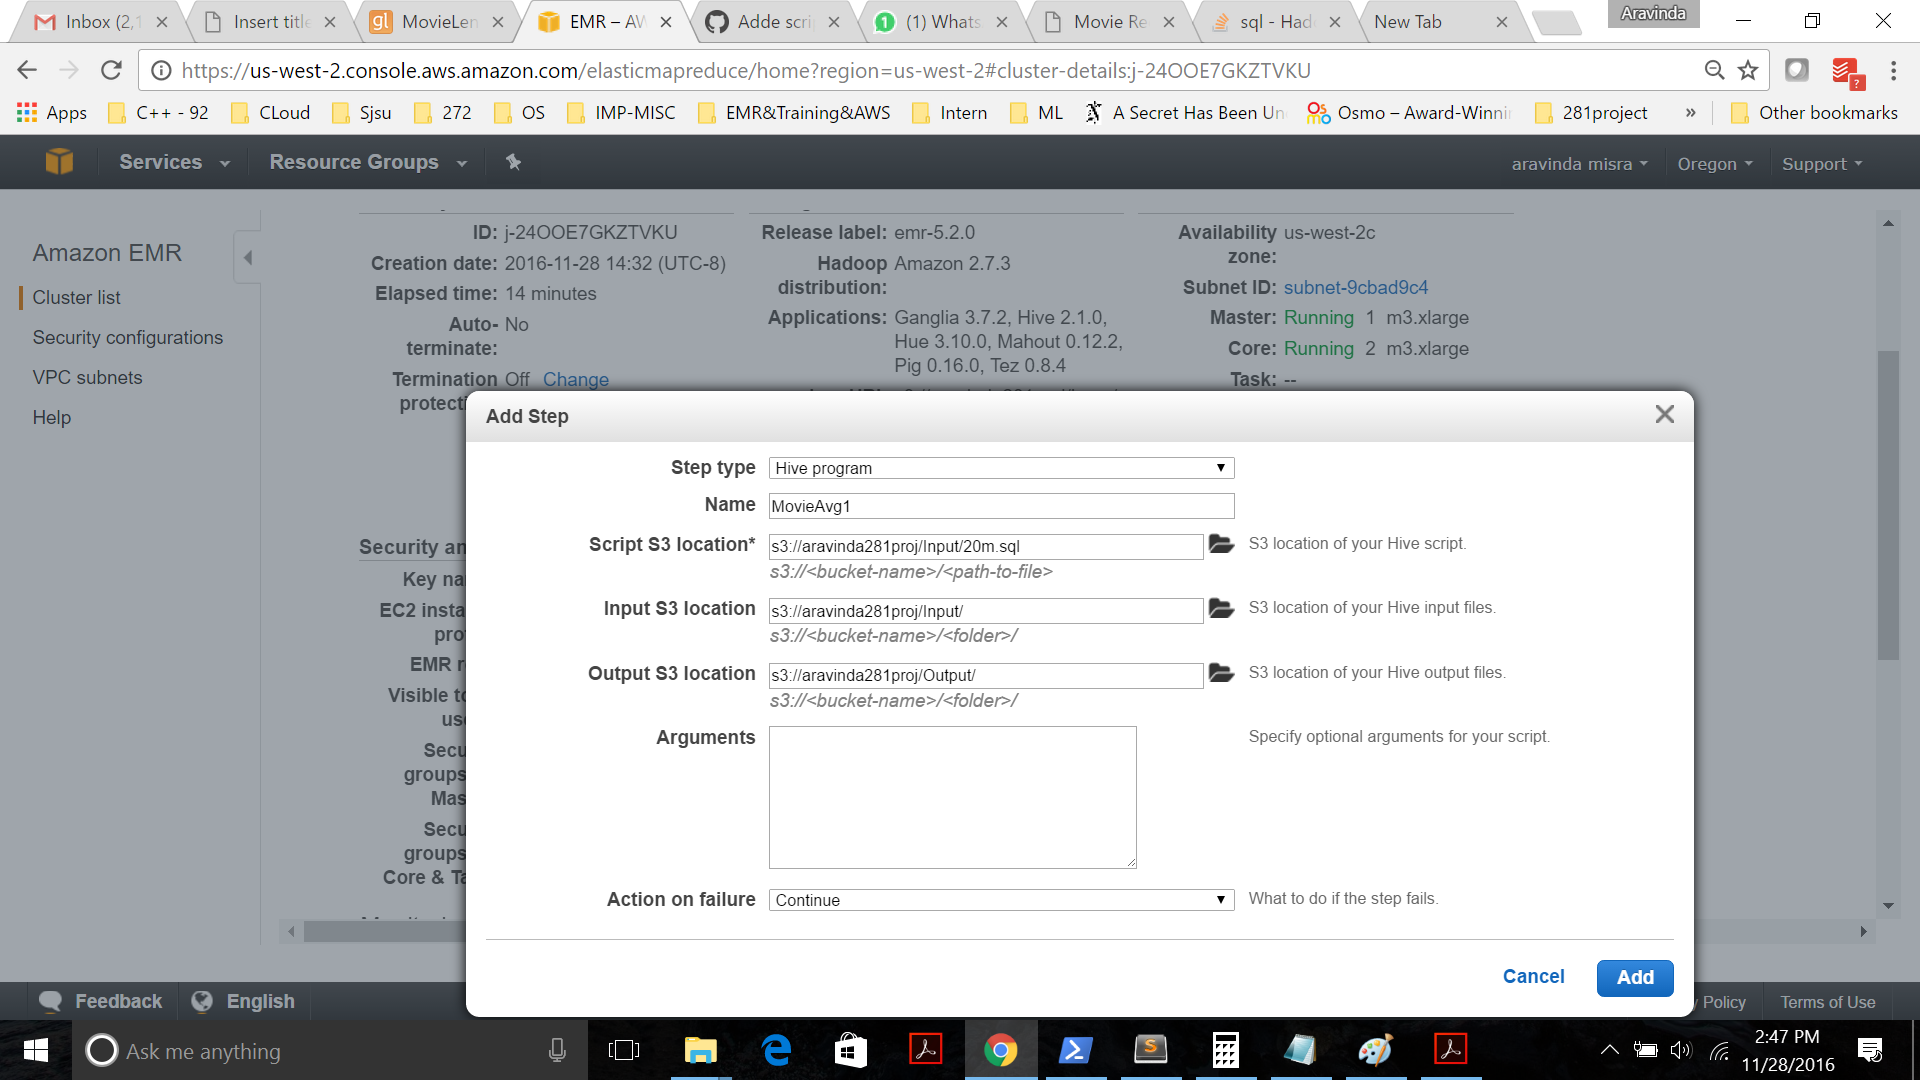 Inbox (2,1
Insert title
MovieLen
EMR – AW
Adde scrip
(1) Whats
Movie Re
sql - Had
New Tab
Aravinda
https://us-west-2.console.aws.amazon.com/elasticmapreduce/home?region=us-west-2#cluster-details:j-24OOE7GKZTVKU
Apps
C++ - 92
CLoud
Sjsu
272
OS
IMP-MISC
EMR&Training&AWS
Intern
ML
A Secret Has Been Un
Osmo – Award-Winni
281project
»
Other bookmarks
Services
Resource Groups
aravinda misra
Oregon
Support
Amazon EMR
Cluster list
Security configurations
VPC subnets
Help
ID: j-24OOE7GKZTVKU
Creation date: 2016-11-28 14:32 (UTC-8)
Elapsed time: 14 minutes
Auto- No
terminate:
Termination Off Change
protecti
Release label: emr-5.2.0
Hadoop Amazon 2.7.3
distribution:
Applications: Ganglia 3.7.2, Hive 2.1.0,
Hue 3.10.0, Mahout 0.12.2,
Pig 0.16.0, Tez 0.8.4
Availability us-west-2c
zone:
Subnet ID: subnet-9cbad9c4
Master: Running 1 m3.xlarge
Core: Running 2 m3.xlarge
Task: --
Security an
Key na
EC2 insta
pro
EMR r
Visible to
use
Secu
groups
Mas
Secu
groups
Core & Ta
Add Step
Step type Hive program
Name MovieAvg1
Script S3 location* s3://aravinda281proj/Input/20m.sql S3 location of your Hive script.
s3://<bucket-name>/<path-to-file>
Input S3 location s3://aravinda281proj/Input/ S3 location of your Hive input files.
s3://<bucket-name>/<folder>/
Output S3 location s3://aravinda281proj/Output/ S3 location of your Hive output files.
s3://<bucket-name>/<folder>/
Arguments Specify optional arguments for your script.
Action on failure Continue What to do if the step fails.
Cancel
Add
Feedback
English
y Policy
Terms of Use
Ask me anything
2:47 PM
11/28/2016